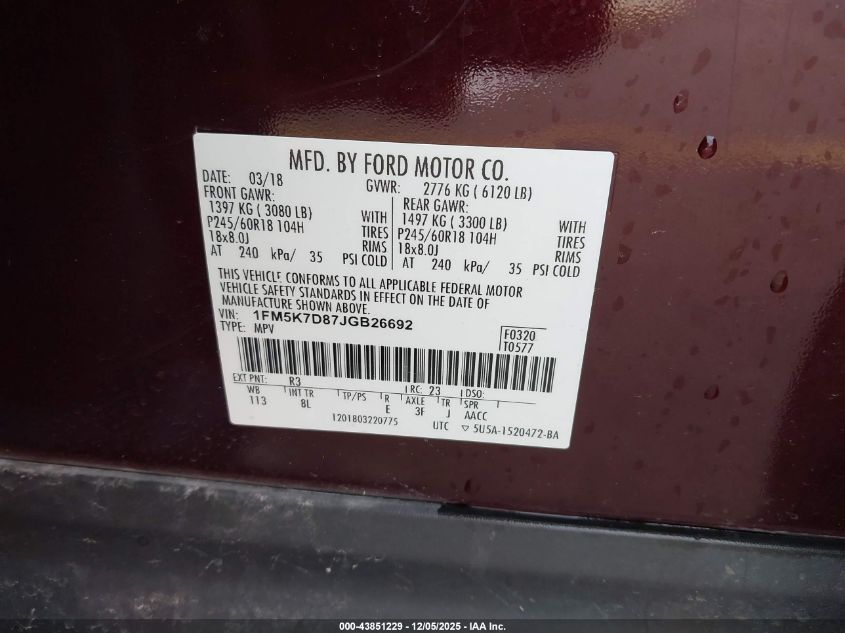 MFD. BY FORD MOTOR CO.
DATE: 03/18 GVWR: 2776 KG ( 6120 LB)
FRONT GAWR: REAR GAWR:
1397 KG ( 3080 LB) WITH 1497 KG ( 3300 LB) WITH
P245/60R18 104H TIRES P245/60R18 104H TIRES
18x8.0J RIMS 18x8.0J RIMS
AT 240 kPa/ 35 PSI COLD AT 240 kPa/ 35 PSI COLD
THIS VEHICLE CONFORMS TO ALL APPLICABLE FEDERAL MOTOR
VEHICLE SAFETY STANDARDS IN EFFECT ON THE DATE OF
MANUFACTURE SHOWN ABOVE.
VIN: 1FM5K7D87JGB26692 F0320
TYPE: MPV T0577
EXT PNT: R3 RC: 23 DSO:
WB INT TR TP/PS R AXLE TR SPR
113 8L E 3F J AACC
1201803220775 UTC ▽ 5U5A-1520472-BA
000-43851229 - 12/05/2025 - IAA Inc.